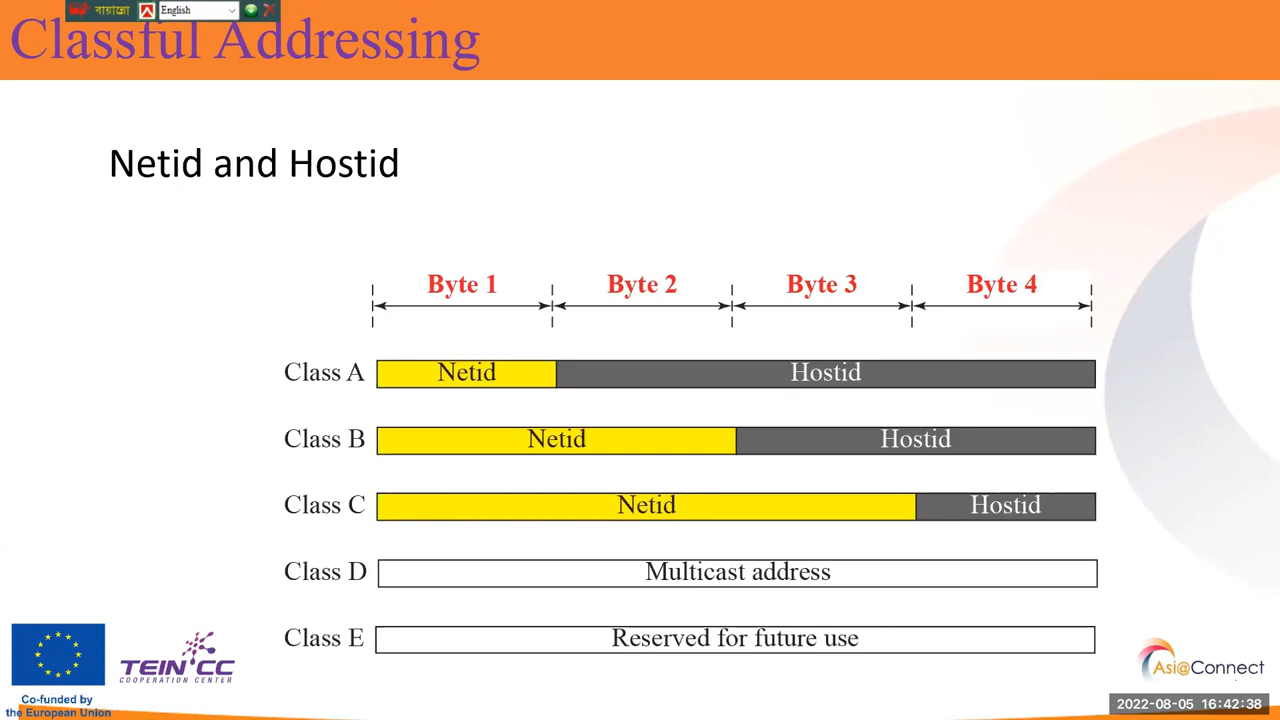 বায়ান্নো English
Classful Addressing
Netid and Hostid
Byte 1 Byte 2 Byte 3 Byte 4
Class A Netid Hostid
Class B Netid Hostid
Class C Netid Hostid
Class D Multicast address
Class E Reserved for future use
TEIN*CC
COOPERATION CENTER
Asi@Connect
Co-funded by
the European Union
2022-08-05 16:42:38